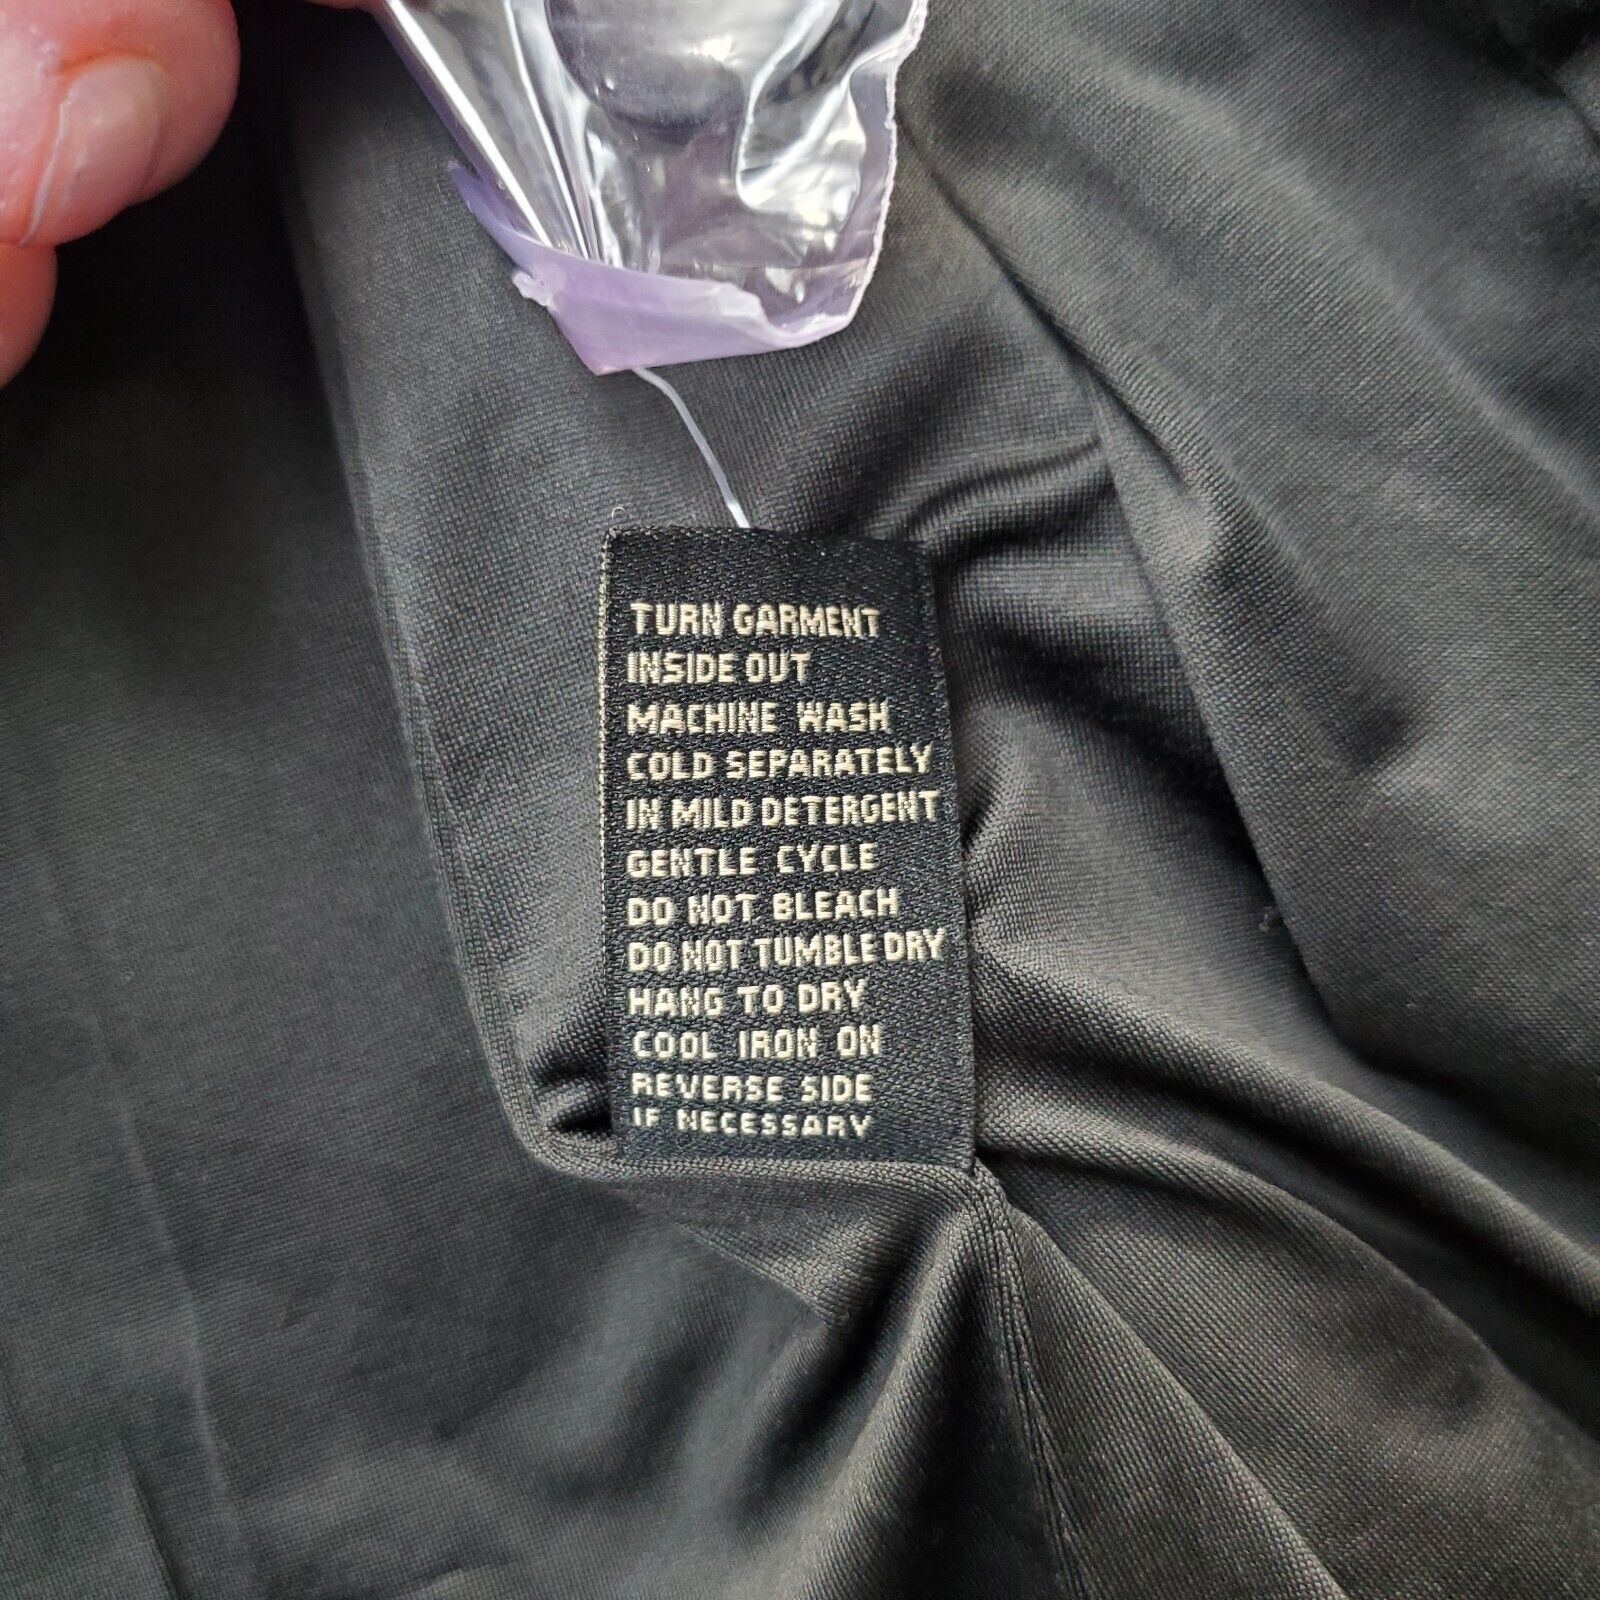 TURN GARMENT
INSIDE OUT
MACHINE WASH
COLD SEPARATELY
IN MILD DETERGENT
GENTLE CYCLE
DO NOT BLEACH
DO NOT TUMBLE DRY
HANG TO DRY
COOL IRON ON
REVERSE SIDE
IF NECESSARY